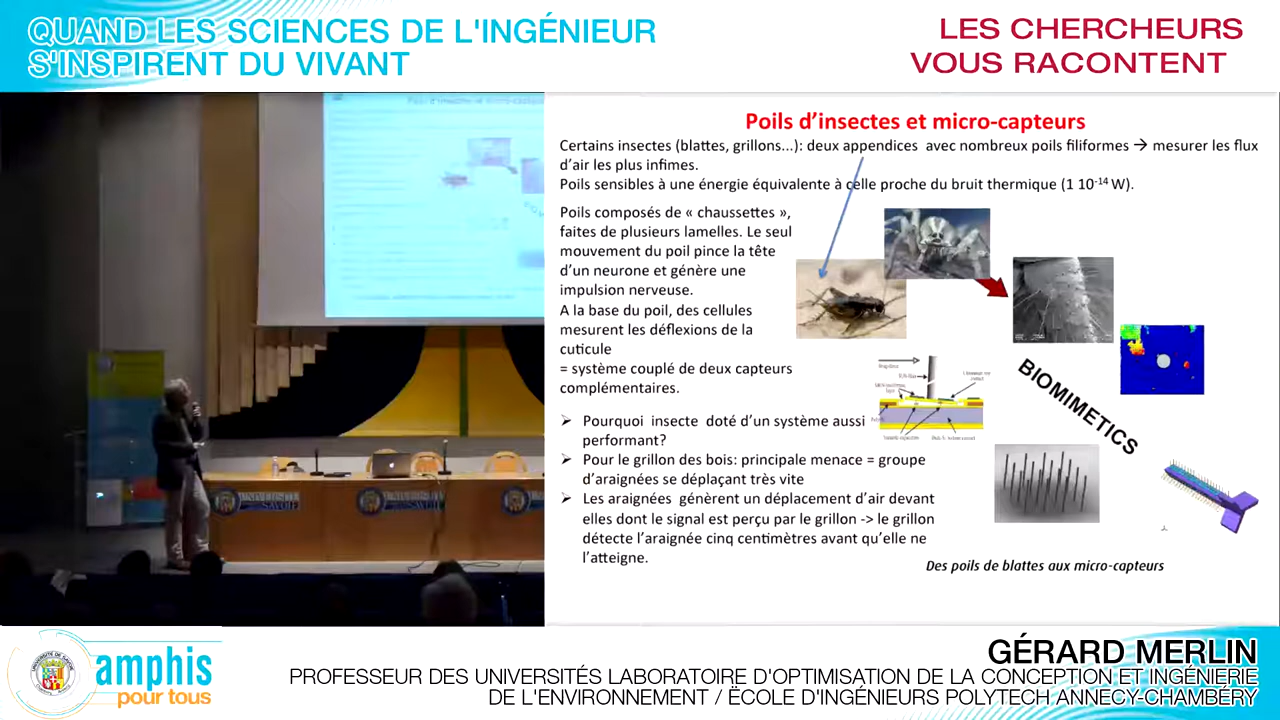 QUAND LES SCIENCES DE L'INGÉNIEUR
S'INSPIRENT DU VIVANT
LES CHERCHEURS
VOUS RACONTENT
Poils d'insectes et micro-capteurs
Certains insectes (blattes, grillons...): deux appendices avec nombreux poils filiformes → mesurer les flux
d'air les plus infimes.
Poils sensibles à une énergie équivalente à celle proche du bruit thermique (1 10-14 W).
Poils composés de « chaussettes »,
faites de plusieurs lamelles. Le seul
mouvement du poil pince la tête
d'un neurone et génère une
impulsion nerveuse.
A la base du poil, des cellules
mesurent les déflexions de la
cuticule
= système couplé de deux capteurs
complémentaires.
➢ Pourquoi insecte doté d'un système aussi
performant?
➢ Pour le grillon des bois: principale menace = groupe
d'araignées se déplaçant très vite
➢ Les araignées génèrent un déplacement d'air devant
elles dont le signal est perçu par le grillon -> le grillon
détecte l'araignée cinq centimètres avant qu'elle ne
l'atteigne.
BIOMIMETICS
Des poils de blattes aux micro-capteurs
UNIVERSITÉ
SAVOIE
UNIVERSITÉ
SAVOIE
amphis
pour tous
GÉRARD MERLIN
PROFESSEUR DES UNIVERSITÉS LABORATOIRE D'OPTIMISATION DE LA CONCEPTION ET INGÉNIERIE
DE L'ENVIRONNEMENT / ËCOLE D'INGÉNIEURS POLYTECH ANNECY-CHAMBÉRY